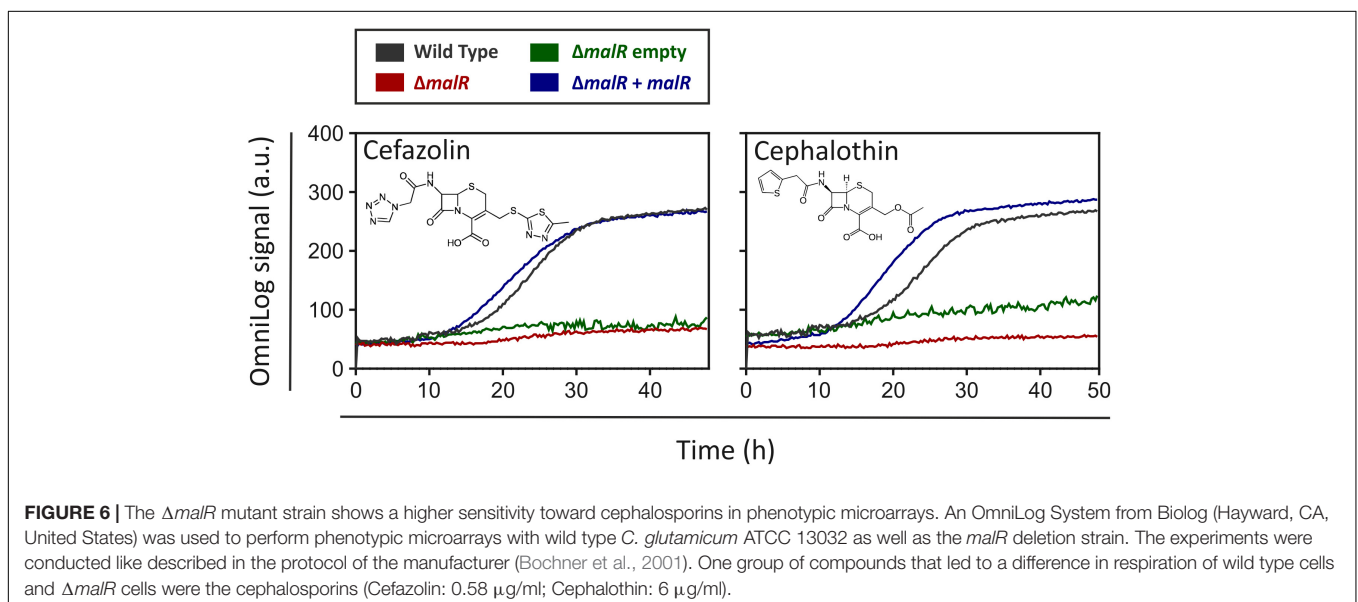 Wild Type
ΔmalR empty
ΔmalR
ΔmalR + malR
OmniLog signal (a.u.)
400
300
200
100
0
Cefazolin
N
N
N
N
O
H
N
S
O
N
S
S
N
N
HO
O
0
10
20
30
40
Cephalothin
S
O
H
N
H
S
O
N
O
O
O
OH
0
10
20
30
40
50
Time (h)
FIGURE 6 | The ΔmalR mutant strain shows a higher sensitivity toward cephalosporins in phenotypic microarrays. An OmniLog System from Biolog (Hayward, CA,
United States) was used to perform phenotypic microarrays with wild type C. glutamicum ATCC 13032 as well as the malR deletion strain. The experiments were
conducted like described in the protocol of the manufacturer (Bochner et al., 2001). One group of compounds that led to a difference in respiration of wild type cells
and ΔmalR cells were the cephalosporins (Cefazolin: 0.58 μg/ml; Cephalothin: 6 μg/ml).